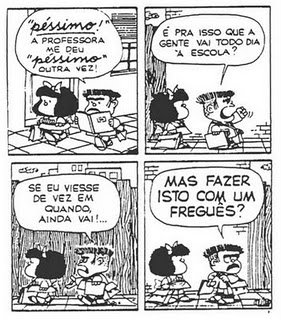 "péssimo!"
A PROFESSORA
ME DEU
"péssimo"
OUTRA VEZ!
É PRA ISSO QUE A
GENTE VAI TODO DIA
'A ESCOLA?
SE EU VIESSE
DE VEZ EM
QUANDO,
AINDA VAI!...
MAS FAZER
ISTO COM UM
FREGUÊS?